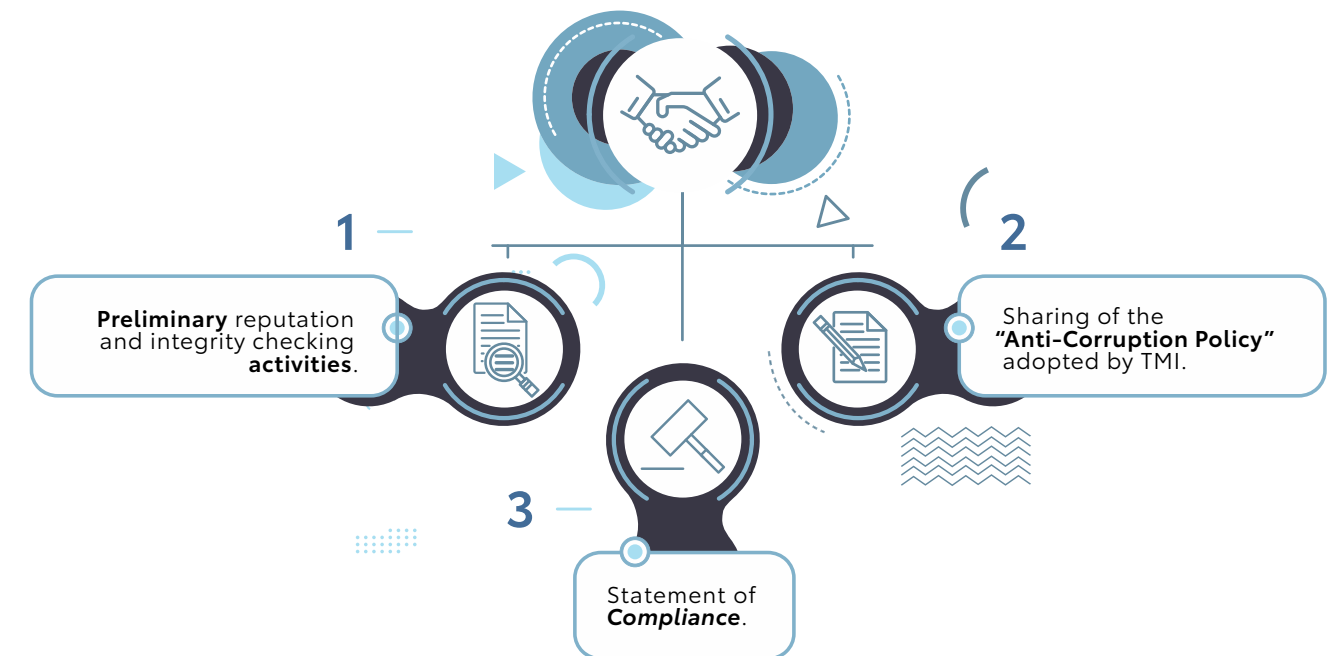 1
Preliminary reputation
and integrity checking
activities.
2
Sharing of the
“Anti-Corruption Policy”
adopted by TMI.
3
Statement of
Compliance.